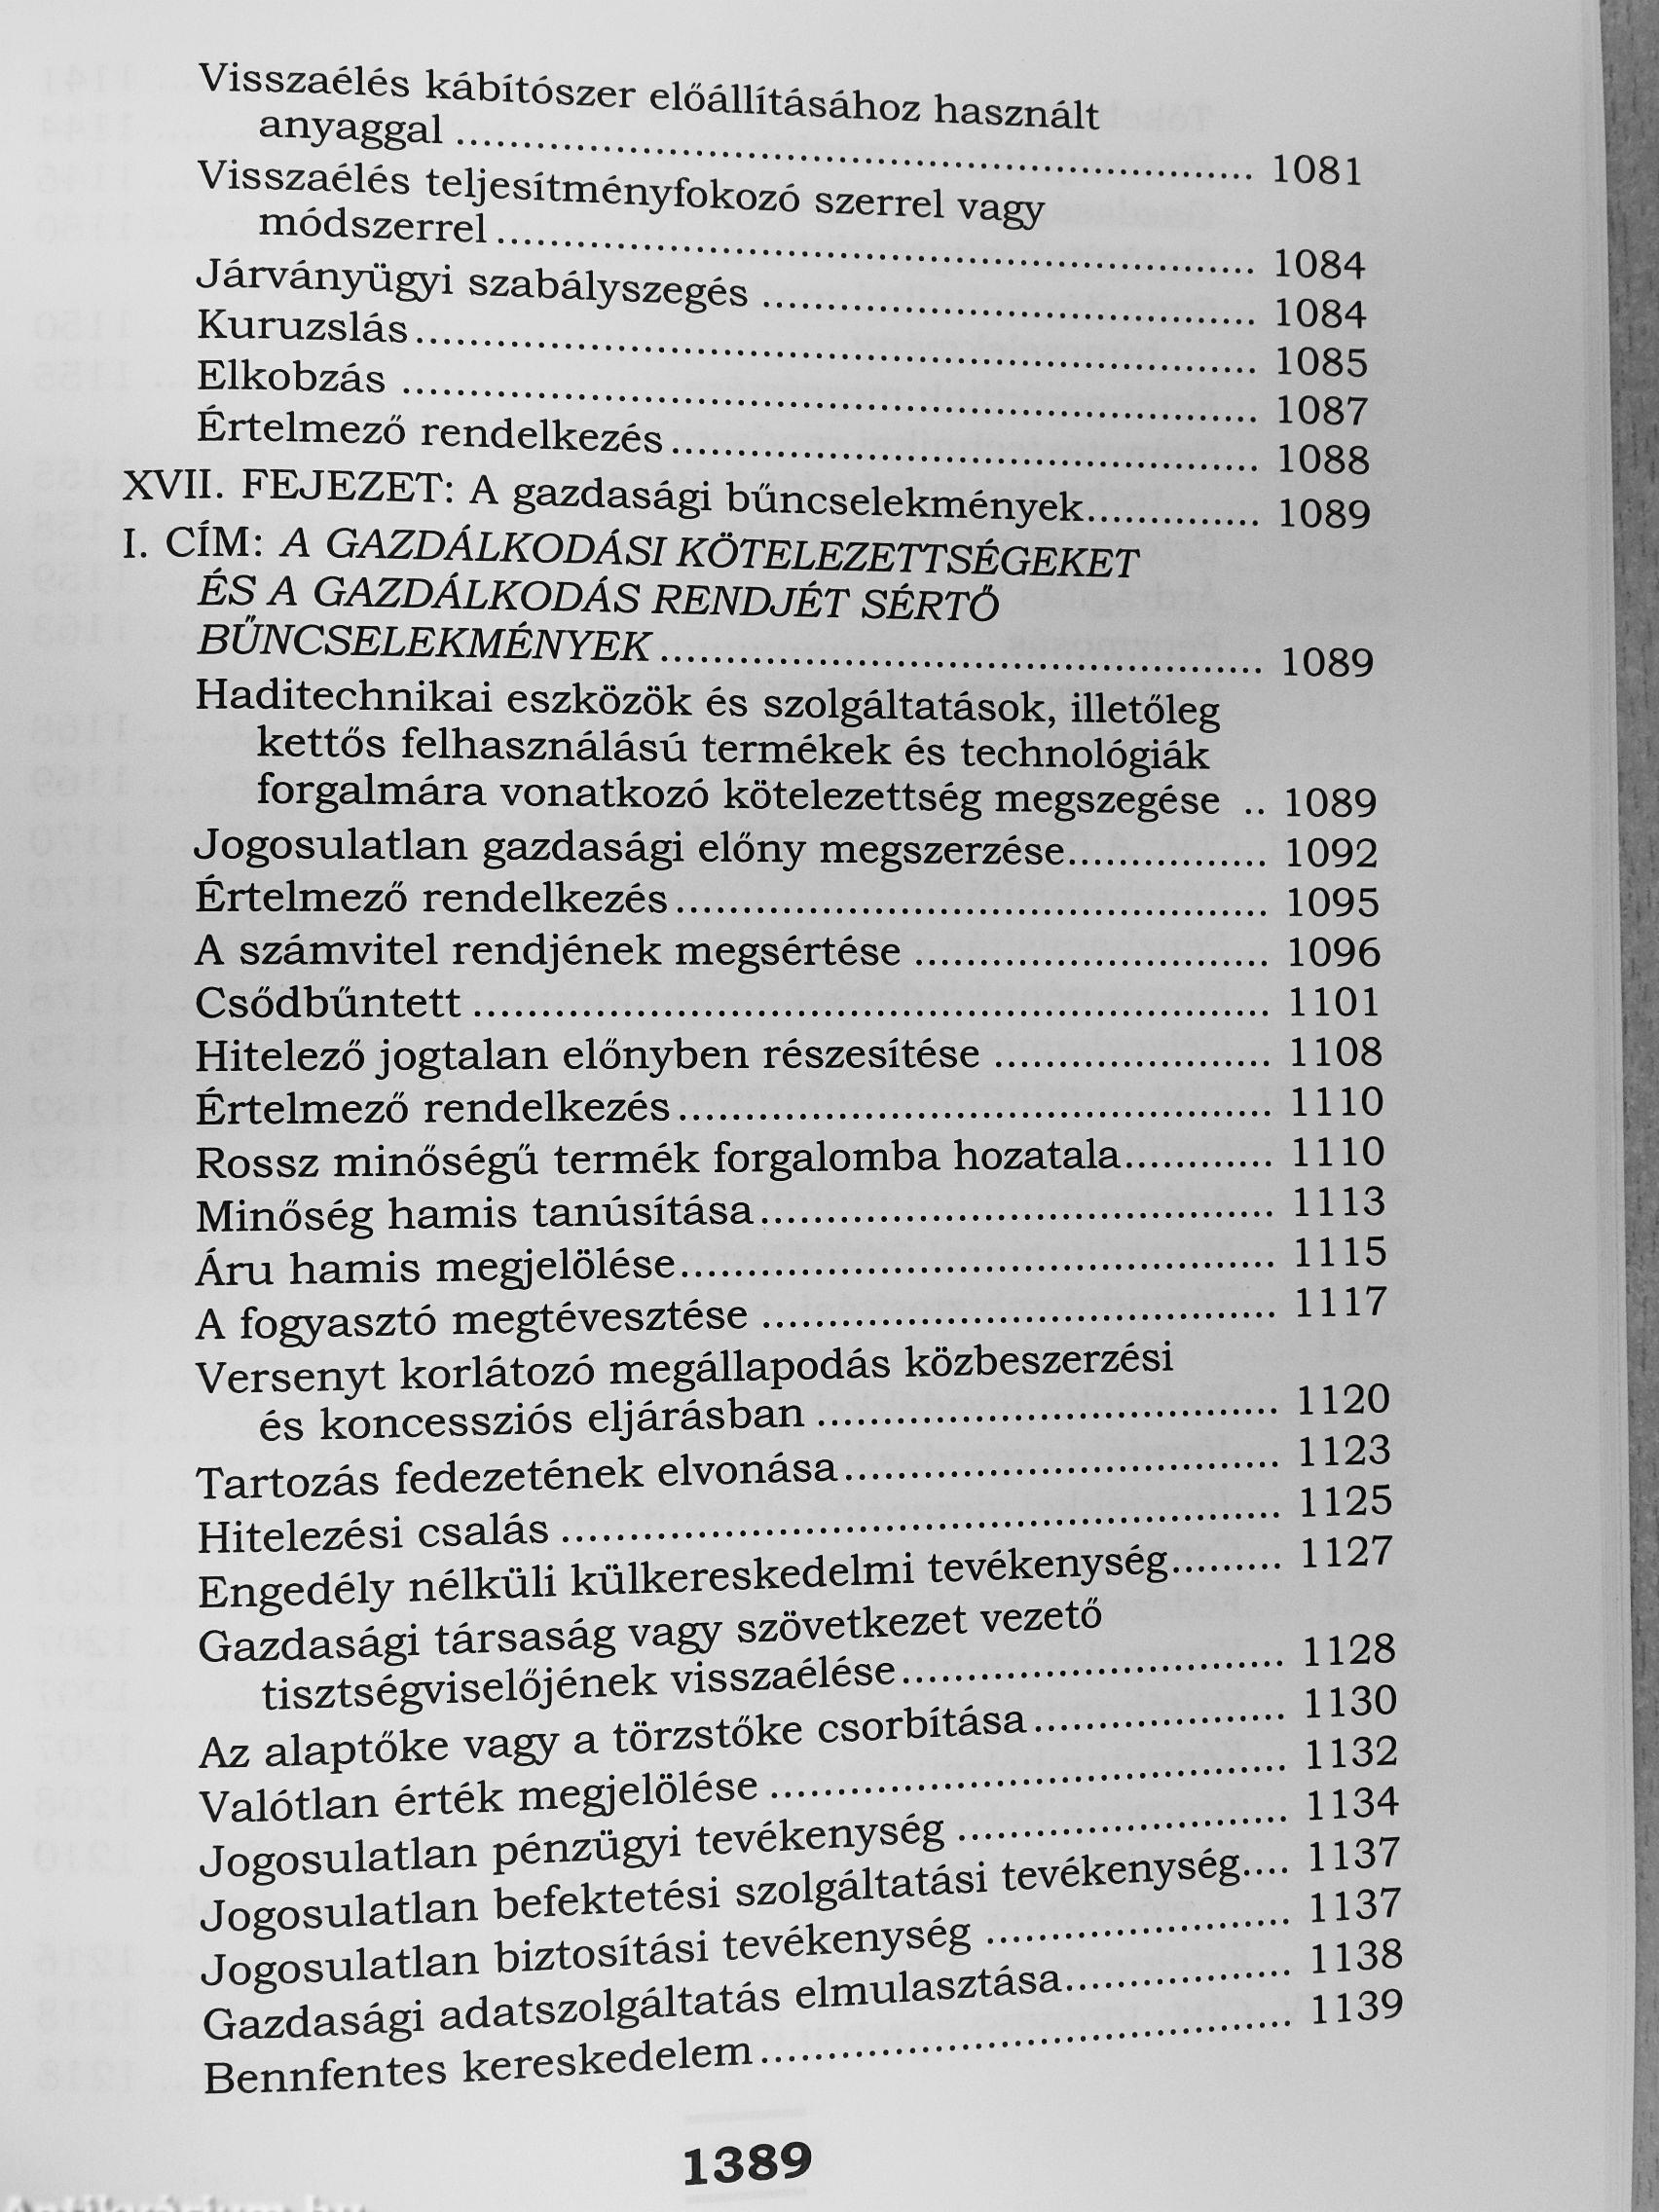 Visszaélés kábítószer előállításához használt
anyaggal .......... 1081
Visszaélés teljesítményfokozó szerrel vagy
módszerrel .......... 1084
Járványügyi szabályszegés .......... 1084
Kuruzslás .......... 1085
Elkobzás .......... 1087
Értelmező rendelkezés .......... 1088
XVII. FEJEZET: A gazdasági bűncselekmények .......... 1089
I. CÍM: A GAZDÁLKODÁSI KÖTELEZETTSÉGEKET
ÉS A GAZDÁLKODÁS RENDJÉT SÉRTŐ
BŰNCSELEKMÉNYEK .......... 1089
Haditechnikai eszközök és szolgáltatások, illetőleg
kettős felhasználású termékek és technológiák
forgalmára vonatkozó kötelezettség megszegése .. 1089
Jogosulatlan gazdasági előny megszerzése .......... 1092
Értelmező rendelkezés .......... 1095
A számvitel rendjének megsértése .......... 1096
Csődbűntett .......... 1101
Hitelező jogtalan előnyben részesítése .......... 1108
Értelmező rendelkezés .......... 1110
Rossz minőségű termék forgalomba hozatala .......... 1110
Minőség hamis tanúsítása .......... 1113
Áru hamis megjelölése .......... 1115
A fogyasztó megtévesztése .......... 1117
Versenyt korlátozó megállapodás közbeszerzési
és koncessziós eljárásban .......... 1120
Tartozás fedezetének elvonása .......... 1123
Hitelezési csalás .......... 1125
Engedély nélküli külkereskedelmi tevékenység .......... 1127
Gazdasági társaság vagy szövetkezet vezető
tisztségviselőjének visszaélése .......... 1128
Az alaptőke vagy a törzstőke csorbítása .......... 1130
Valótlan érték megjelölése .......... 1132
Jogosulatlan pénzügyi tevékenység .......... 1134
Jogosulatlan befektetési szolgáltatási tevékenység.... 1137
Jogosulatlan biztosítási tevékenység .......... 1137
Gazdasági adatszolgáltatás elmulasztása .......... 1138
Bennfentes kereskedelem .......... 1139
1389